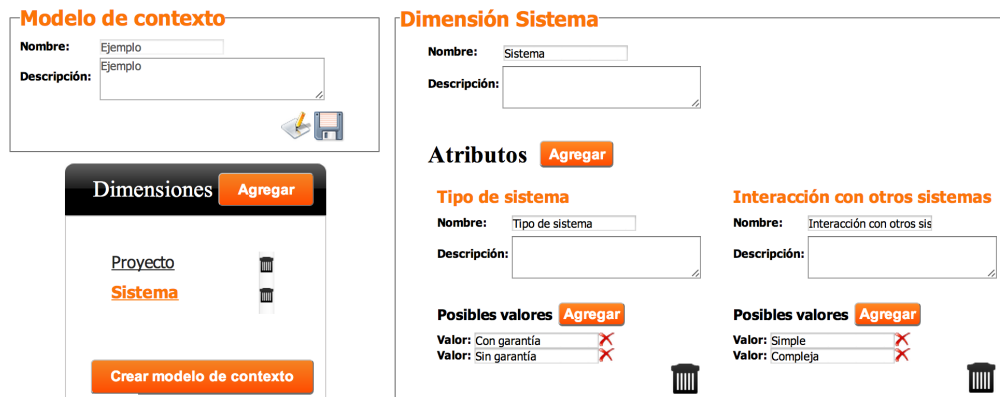 Modelo de contexto
Nombre: Ejemplo
Descripción: Ejemplo
Dimensiones Agregar
Proyecto
Sistema
Crear modelo de contexto
Dimensión Sistema
Nombre: Sistema
Descripción:
Atributos Agregar
Tipo de sistema
Nombre: Tipo de sistema
Descripción:
Posibles valores Agregar
Valor: Con garantía
Valor: Sin garantía
Interacción con otros sistemas
Nombre: Interacción con otros sis
Descripción:
Posibles valores Agregar
Valor: Simple
Valor: Compleja